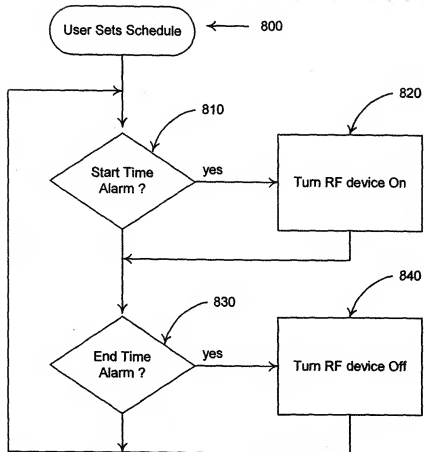 User Sets Schedule
800
810
820
Start Time
Alarm ?
yes
Turn RF device On
830
840
End Time
Alarm ?
yes
Turn RF device Off